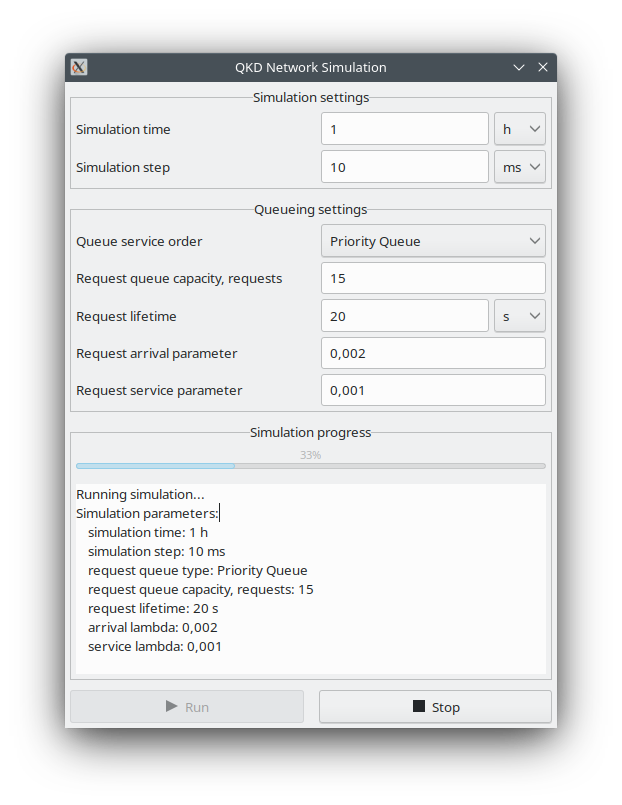 QKD Network Simulation
Simulation settings
Simulation time 1 h
Simulation step 10 ms
Queueing settings
Queue service order Priority Queue
Request queue capacity, requests 15
Request lifetime 20 s
Request arrival parameter 0,002
Request service parameter 0,001
Simulation progress
33%
Running simulation...
Simulation parameters:
simulation time: 1 h
simulation step: 10 ms
request queue type: Priority Queue
request queue capacity, requests: 15
request lifetime: 20 s
arrival lambda: 0,002
service lambda: 0,001
Run Stop